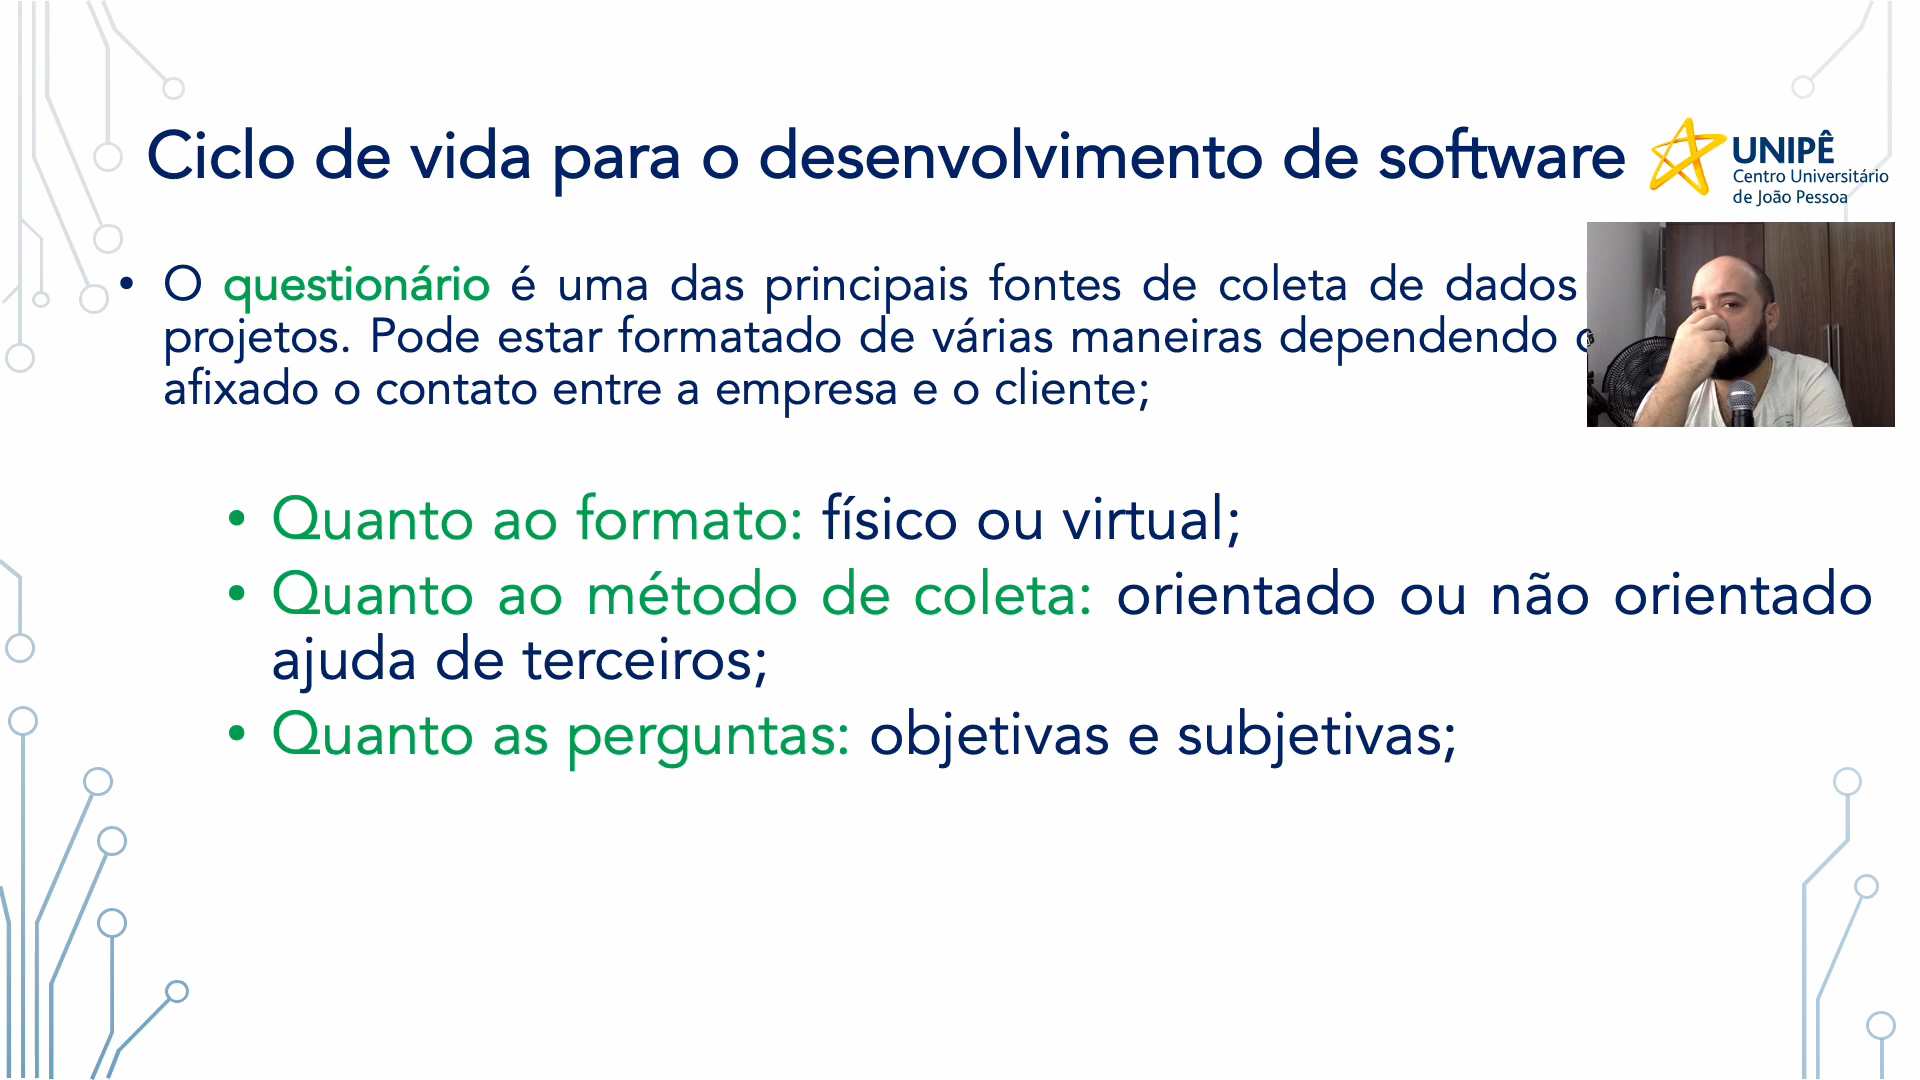 Ciclo de vida para o desenvolvimento de software
UNIPÊ
Centro Universitário
de João Pessoa
• O questionário é uma das principais fontes de coleta de dados
projetos. Pode estar formatado de várias maneiras dependendo
afixado o contato entre a empresa e o cliente;
• Quanto ao formato: físico ou virtual;
• Quanto ao método de coleta: orientado ou não orientado
ajuda de terceiros;
• Quanto as perguntas: objetivas e subjetivas;